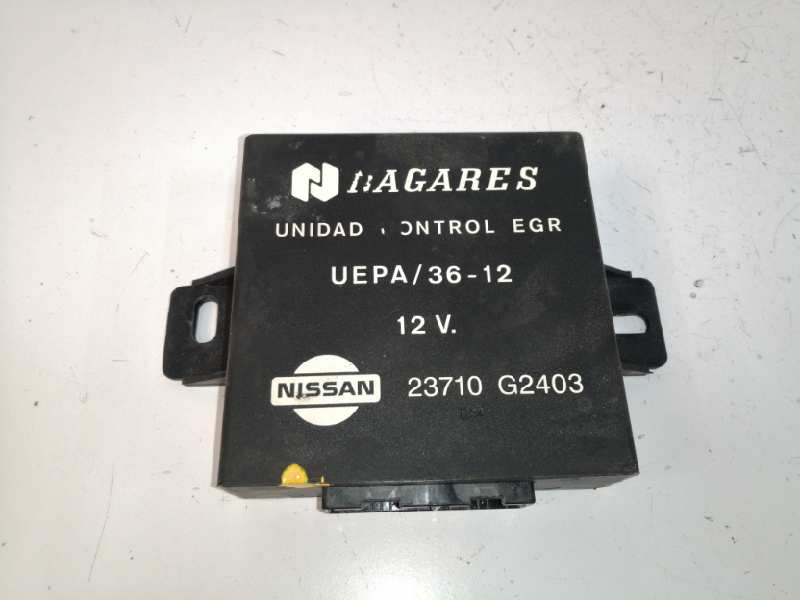 NAGARES
UNIDAD CONTROL EGR
UEPA/36-12
12 V.
NISSAN 23710 G2403